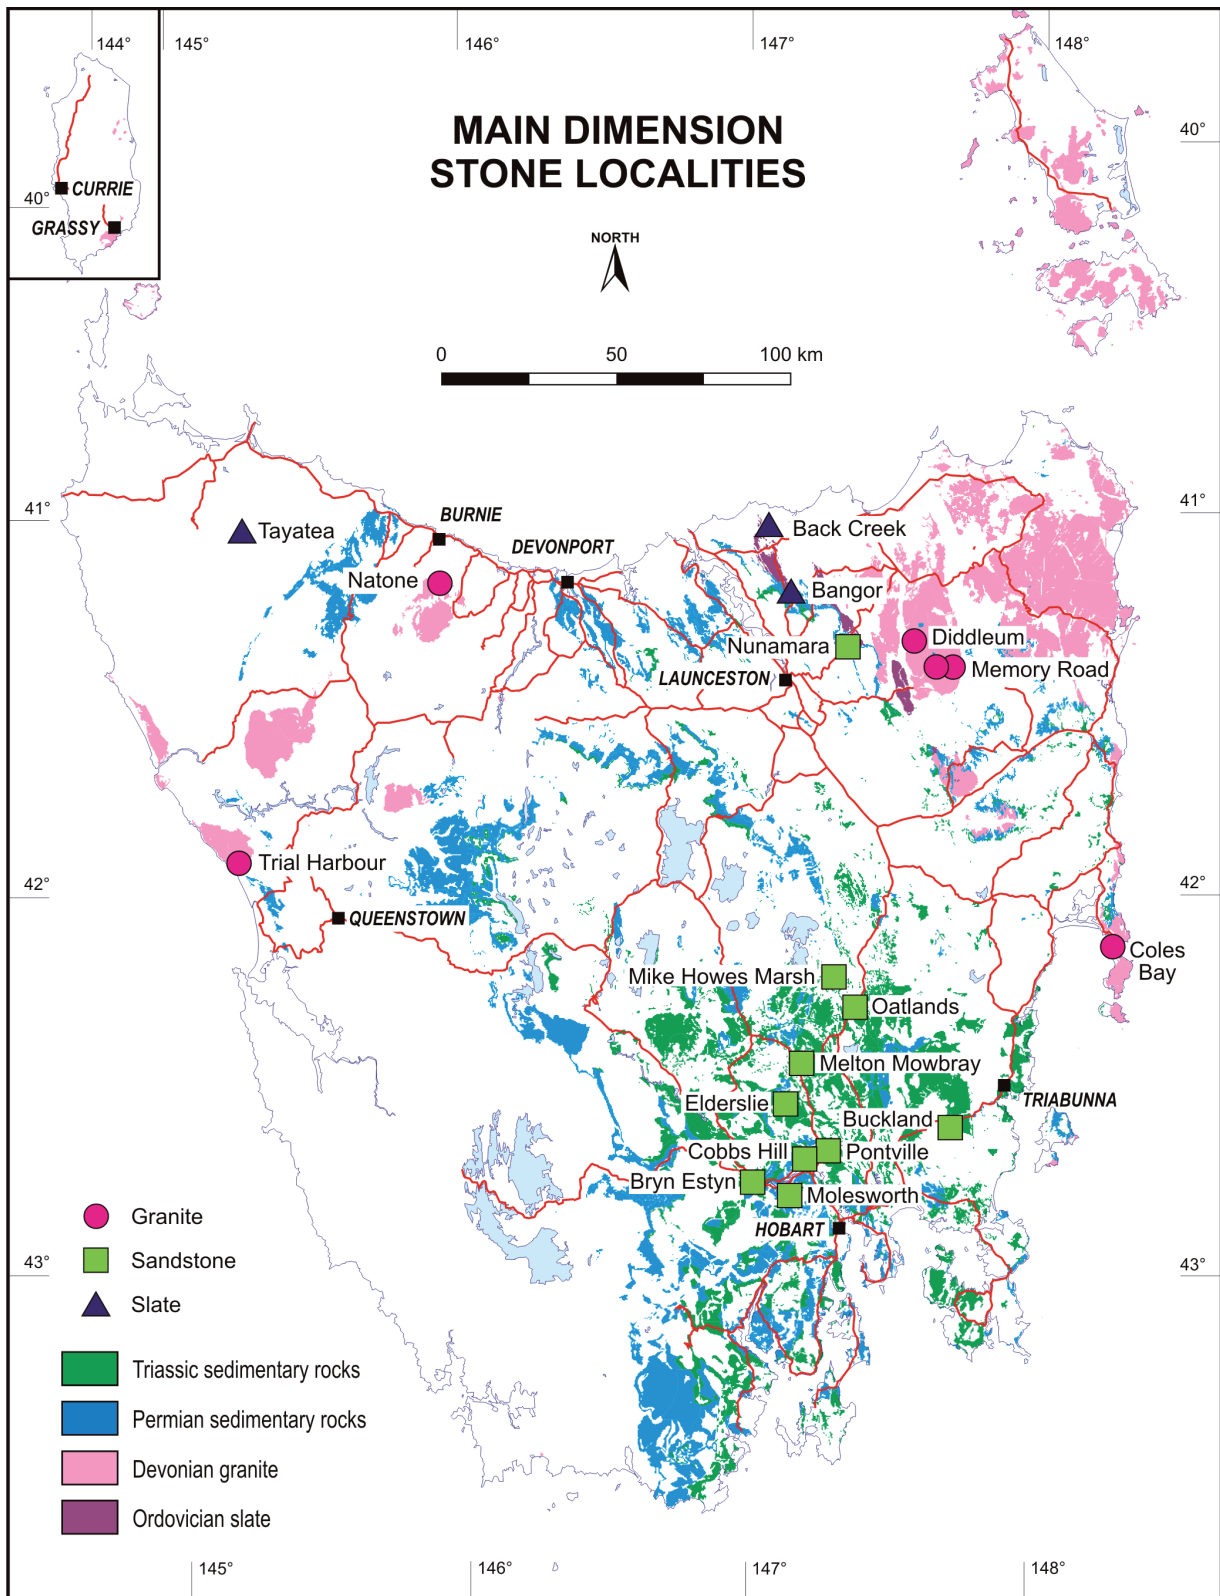 144°
145°
146°
147°
148°
MAIN DIMENSION
STONE LOCALITIES
40°
40°
CURRIE
GRASSY
NORTH
0 50 100 km
41°
41°
Tayatea
BURNIE
DEVONPORT
Back Creek
Natone
Bangor
Nunamara
Diddleum
LAUNCESTON
Memory Road
Trial Harbour
42°
42°
QUEENSTOWN
Coles
Bay
Mike Howes Marsh
Oatlands
Melton Mowbray
Elderslie
TRIABUNNA
Buckland
Cobbs Hill
Pontville
Bryn Estyn
Molesworth
HOBART
43°
43°
Granite
Sandstone
Slate
Triassic sedimentary rocks
Permian sedimentary rocks
Devonian granite
Ordovician slate
145°
146°
147°
148°